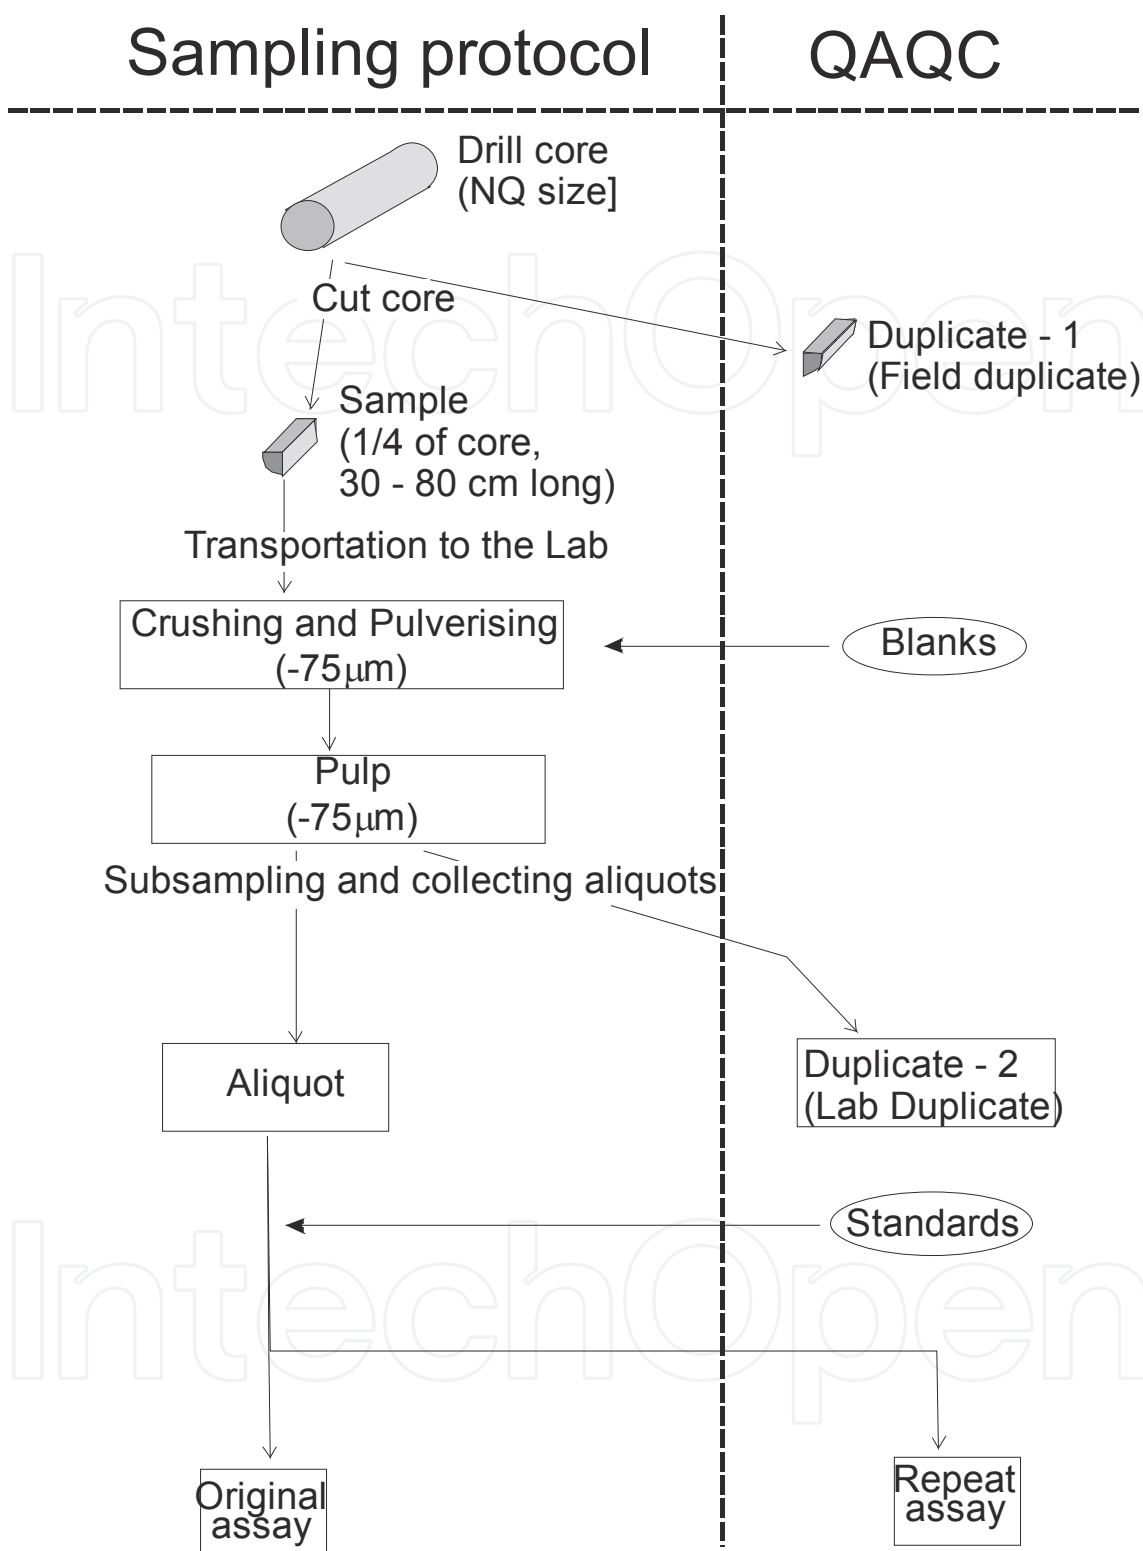 Sampling protocol
QAQC
Drill core
(NQ size]
Cut core
Duplicate - 1
(Field duplicate)
Sample
(1/4 of core,
30 - 80 cm long)
Transportation to the Lab
Crushing and Pulverising
(-75μm)
Blanks
Pulp
(-75μm)
Subsampling and collecting aliquots
Aliquot
Duplicate - 2
(Lab Duplicate)
Standards
Original
assay
Repeat
assay
IntechOpen
IntechOpen